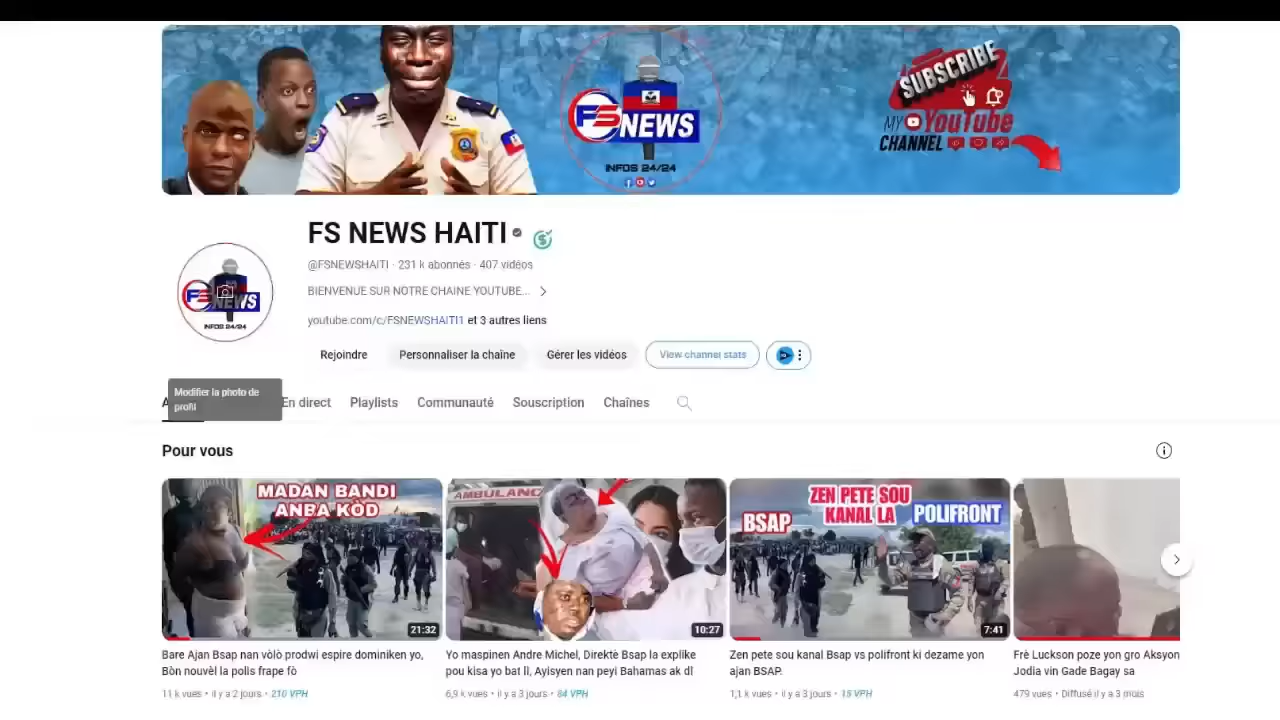 SUBSCRIBE
MY YouTube
CHANNEL
FS NEWS
INFOS 24/24
FS NEWS HAITI
@FSNEWSHAITI · 231 k abonnés · 407 vidéos
BIENVENUE SUR NOTRE CHAINE YOUTUBE...
youtube.com/c/FSNEWSHAITI1 et 3 autres liens
FS NEWS
INFOS 24/24
Rejoindre Personnaliser la chaîne Gérer les vidéos View channel stats
Modifier la photo de
profil
En direct Playlists Communauté Souscription Chaînes
Pour vous
MADAN BANDI
ANBA KÒD
21:32
AMBULANC
10:27
ZEN PETE SOU
KANAL LA
BSAP
POLIFRONT
7:41
Bare Ajan Bsap nan vòlò prodwi espire dominiken yo,
Bòn nouvèl la polis frape fò
11 k vues • il y a 2 jours • 210 VPH
Yo maspinen Andre Michel, Direktè Bsap la eksplike
pou kisa yo bat li, Ayisyen nan peyi Bahamas ak dl
6,9 k vues • il y a 3 jours • 84 VPH
Zen pete sou kanal Bsap vs polifront ki dezame yon
ajan BSAP.
1,1 k vues • il y a 3 jours • 15 VPH
Frè Luckson poze yon gro Aksyon
Jodia vin Gade Bagay sa
479 vues • Diffusé il y a 3 mois